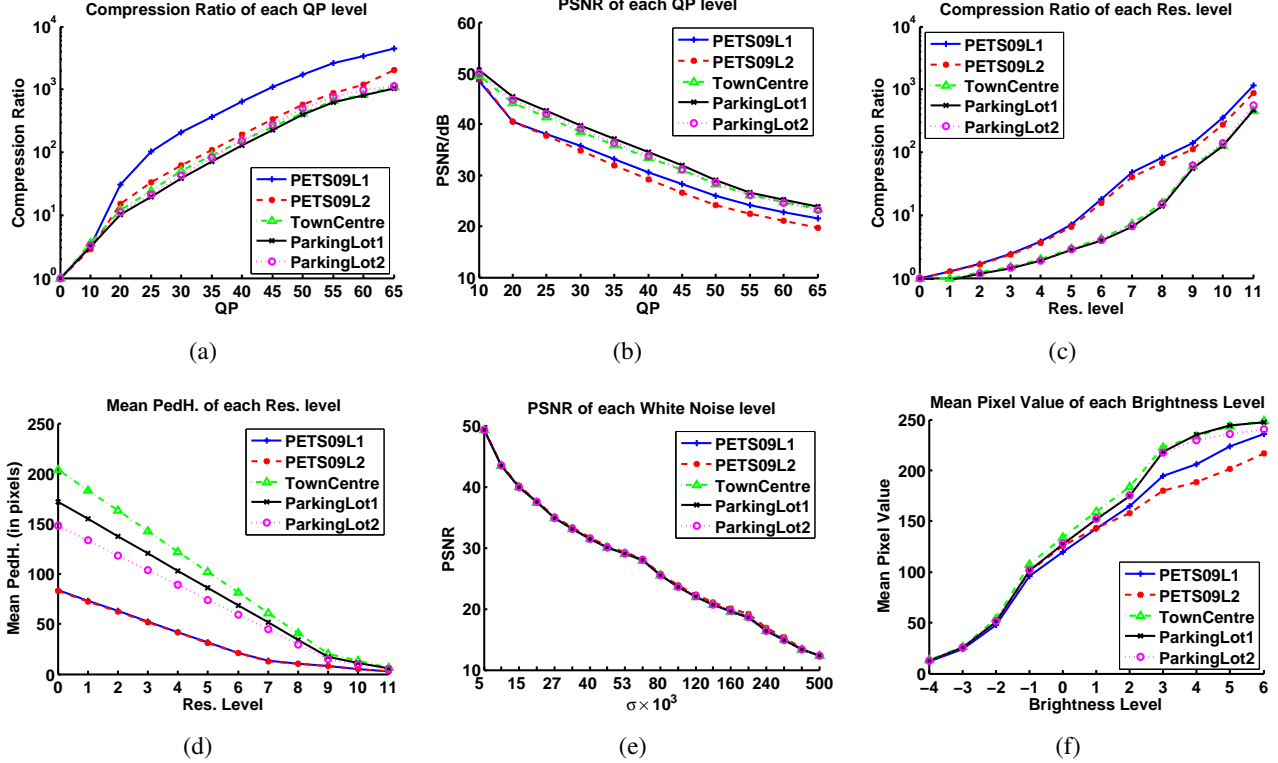 Compression Ratio of each QP level
Compression Ratio
10^4
10^3
10^2
10^1
10^0
PETS09L1
PETS09L2
TownCentre
ParkingLot1
ParkingLot2
0 10 20 25 30 35 40 45 50 55 60 65
QP
(a)
PSNR of each QP level
PSNR/dB
60
50
40
30
20
10
PETS09L1
PETS09L2
TownCentre
ParkingLot1
ParkingLot2
10 20 25 30 35 40 45 50 55 60 65
QP
(b)
Compression Ratio of each Res. level
Compression Ratio
10^4
10^3
10^2
10^1
10^0
PETS09L1
PETS09L2
TownCentre
ParkingLot1
ParkingLot2
0 1 2 3 4 5 6 7 8 9 10 11
Res. level
(c)
Mean PedH. of each Res. level
Mean PedH. (in pixels)
250
200
150
100
50
0
PETS09L1
PETS09L2
TownCentre
ParkingLot1
ParkingLot2
0 1 2 3 4 5 6 7 8 9 10 11
Res. Level
(d)
PSNR of each White Noise level
PSNR
50
40
30
20
10
PETS09L1
PETS09L2
TownCentre
ParkingLot1
ParkingLot2
5 15 27 40 53 80 120 160 240 500
σ × 10^3
(e)
Mean Pixel Value of each Brightness Level
Mean Pixel Value
250
200
150
100
50
0
PETS09L1
PETS09L2
TownCentre
ParkingLot1
ParkingLot2
−4 −3 −2 −1 0 1 2 3 4 5 6
Brightness Level
(f)